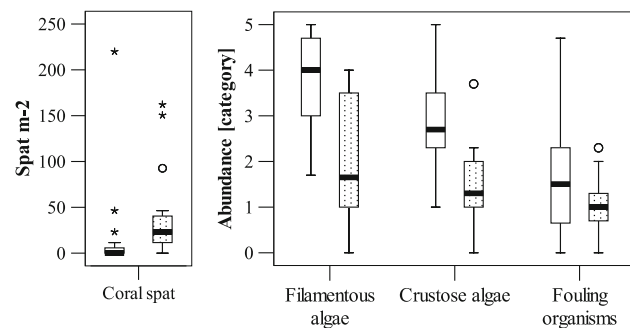 250
200
150
100
50
0
Spat m-2
Coral spat
5
4
3
2
1
0
Abundance [category]
Filamentous
algae
Crustose algae
Fouling
organisms